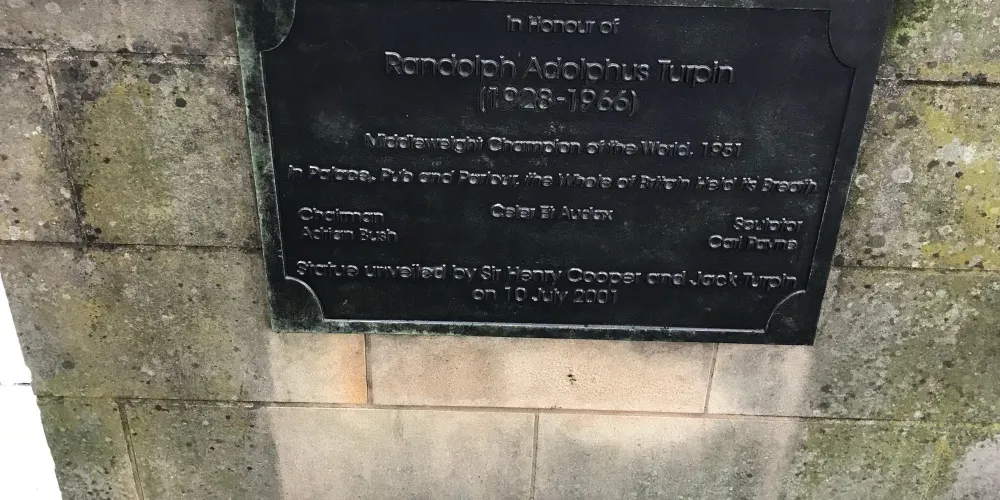 In Honour of
Randolph Adolphus Turpin
(1928-1966)
Middleweight Champion of the World, 1951
In Palace, Pub and Parlour, the Whole of Britain Held its Breath
Celer Et Audax
Chairman
Adrian Bush
Sculptor
Carl Payne
Statue unveiled by Sir Henry Cooper and Jack Turpin
on 10 July 2001